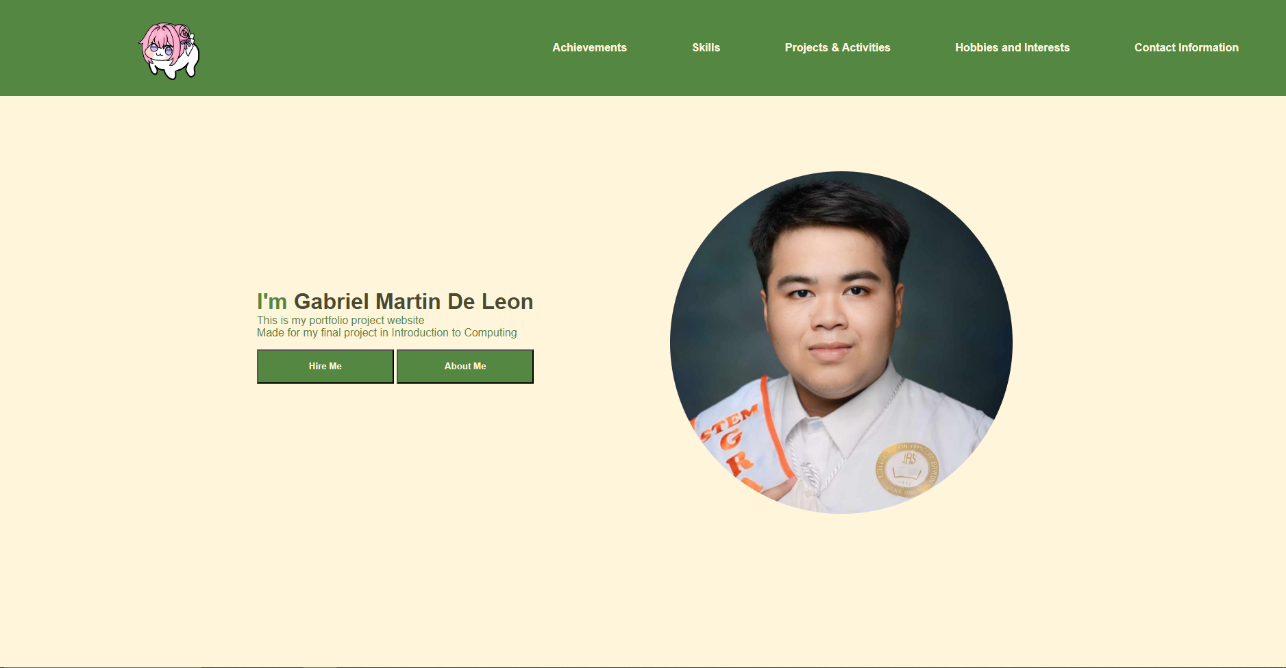 Achievements
Skills
Projects & Activities
Hobbies and Interests
Contact Information
I'm Gabriel Martin De Leon
This is my portfolio project website
Made for my final project in Introduction to Computing
Hire Me
About Me
STEM
G
R